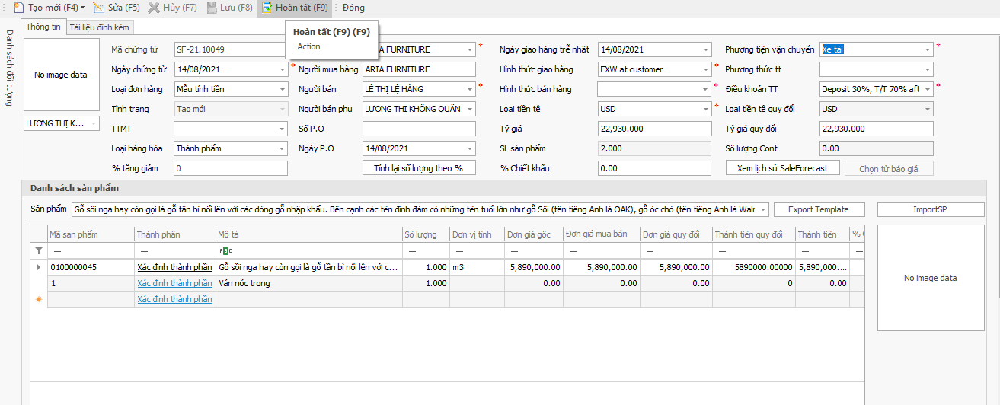 Tạo mới (F4) Sửa (F5) Hủy (F7) Lưu (F8) Hoàn tất (F9) Đóng
Danh sách đối tượng
Thông tin Tài liệu đính kèm
Hoàn tất (F9) (F9)
Action
No image data
LƯƠNG THỊ K...
Mã chứng từ SF-21.10049 FURNITURE * Ngày giao hàng trễ nhất 14/08/2021 Phương tiện vận chuyển Xe tải *
Ngày chứng từ 14/08/2021 * Người mua hàng ARIA FURNITURE Hình thức giao hàng EXW at customer * Phương thức tt
Loại đơn hàng Mẫu tính tiền Người bán LÊ THỊ LỆ HẰNG * Hình thức bán hàng * Điều khoản TT Deposit 30%, T/T 70% aft *
Tình trạng Tạo mới Người bán phụ LƯƠNG THỊ KHÔNG QUÂN Loại tiền tệ USD * Loại tiền tệ quy đổi USD
TTMT Số P.O Tỷ giá 22,930.000 Tỷ giá quy đổi 22,930.000
Loại hàng hóa Thành phẩm Ngày P.O 14/08/2021 SL sản phẩm 2.000 Số lượng Cont 0.00
% tăng giảm 0 Tính lại số lượng theo % % Chiết khấu 0.00 Xem lịch sử SaleForecast Chọn từ báo giá
Danh sách sản phẩm
Sản phẩm Gỗ sồi nga hay còn gọi là gỗ tần bì nối lên với các dòng gỗ nhập khẩu. Bên cạnh các tên đình đám có những tên tuổi lớn như gỗ Sồi (tên tiếng Anh là OAK), gỗ óc chó (tên tiếng Anh là Waln Export Template ImportSP
Mã sản phẩm Thành phần Mô tả Số lượng Đơn vị tính Đơn giá gốc Đơn giá mua bán Đơn giá quy đổi Thành tiền quy đổi Thành tiền %
= = ABC = = = = = = = =
0100000045 Xác định thành phần Gỗ sồi nga hay còn gọi là gỗ tần bì nối lên với c... 1.000 m3 5,890,000.00 5,890,000.00 5,890,000.00 5890000.00000 5,890,000....
1 Xác định thành phần Ván nóc trong 1.000 0.00 0.00 0.00 0 0.00
Xác định thành phần
No image data